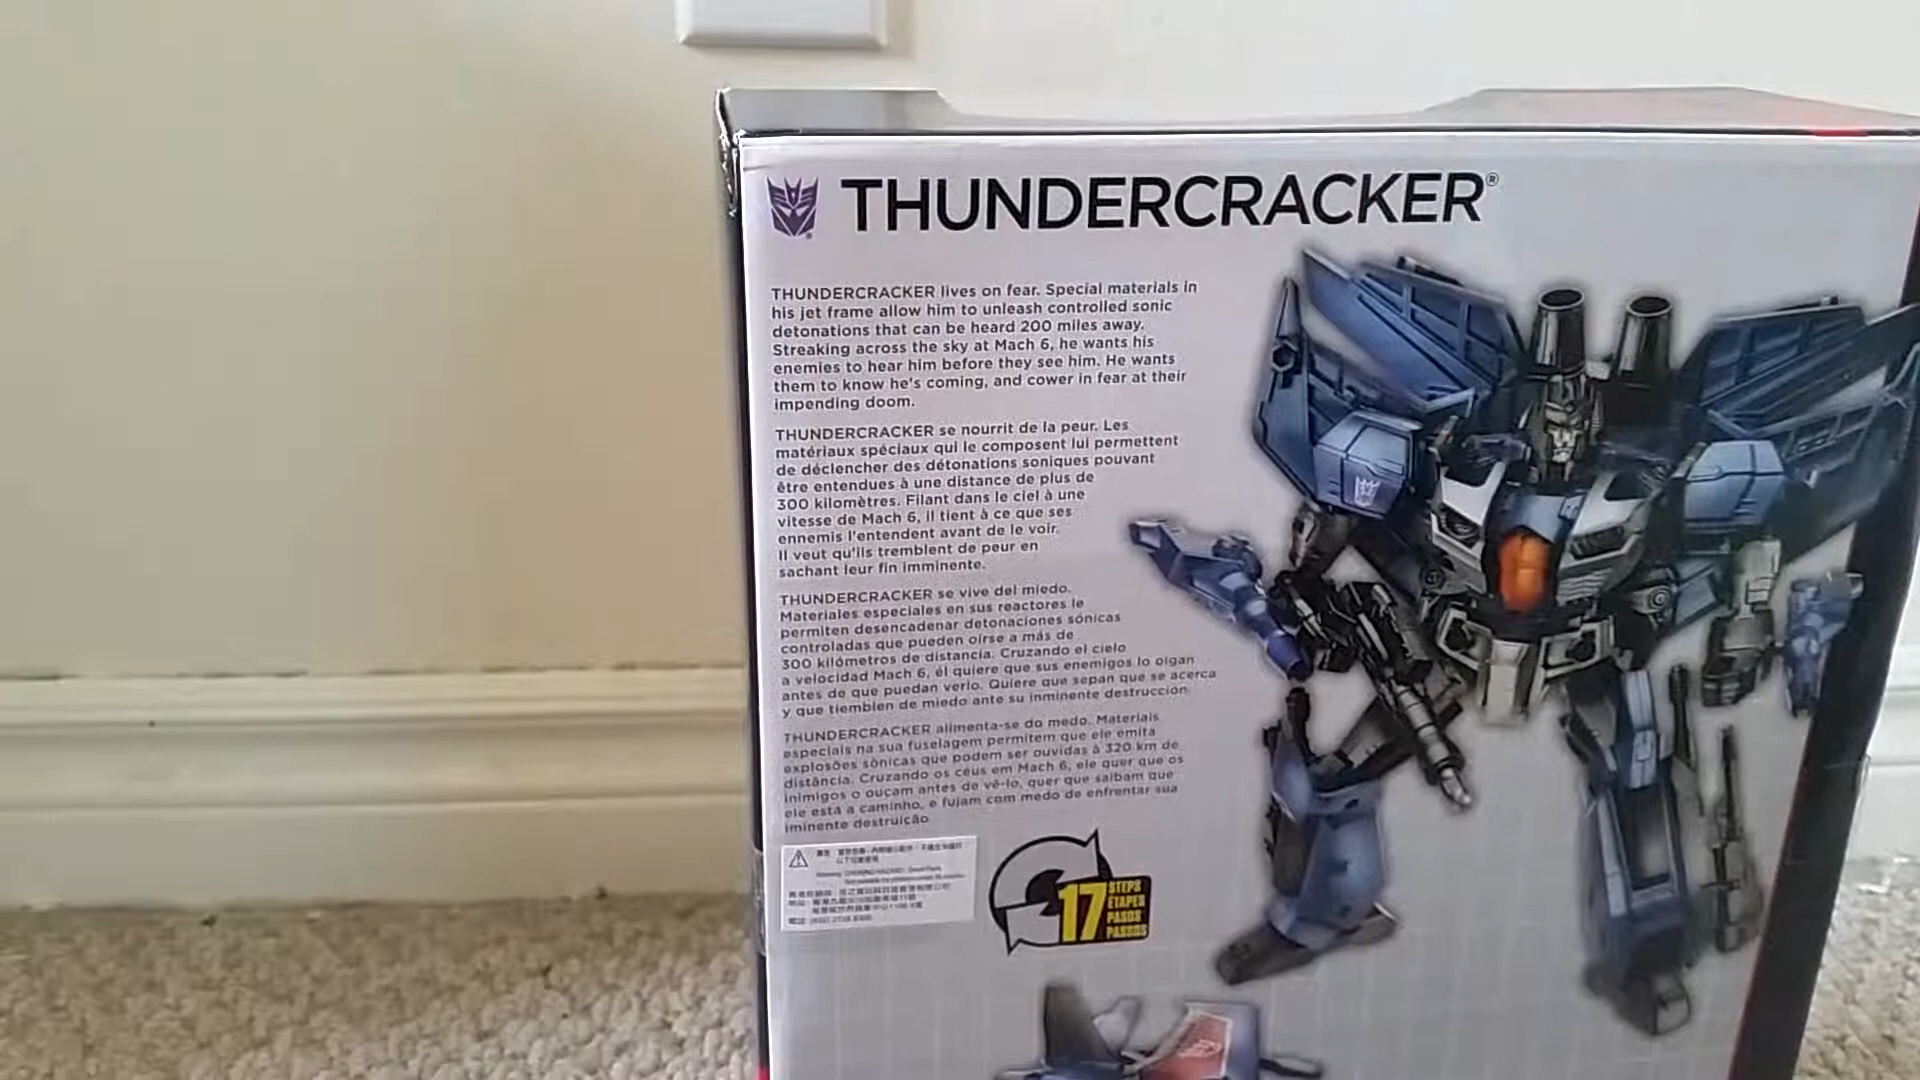 THUNDERCRACKER®
THUNDERCRACKER lives on fear. Special materials in
his jet frame allow him to unleash controlled sonic
detonations that can be heard 200 miles away.
Streaking across the sky at Mach 6, he wants his
enemies to hear him before they see him. He wants
them to know he's coming, and cower in fear at their
impending doom.
THUNDERCRACKER se nourrit de la peur. Les
matériaux spéciaux qui le composent lui permettent
de déclencher des détonations soniques pouvant
être entendues à une distance de plus de
300 kilomètres. Filant dans le ciel à une
vitesse de Mach 6, il tient à ce que ses
ennemis l'entendent avant de le voir.
Il veut qu'ils tremblent de peur en
sachant leur fin imminente.
THUNDERCRACKER se vive del miedo.
Materiales especiales en sus reactores le
permiten desencadenar detonaciones sónicas
controladas que pueden oírse a más de
300 kilómetros de distancia. Cruzando el cielo
a velocidad Mach 6, él quiere que sus enemigos lo oigan
antes de que puedan verlo. Quiere que sepan que se acerca
y que tiemblen de miedo ante su inminente destrucción.
THUNDERCRACKER alimenta-se do medo. Materiais
especiais na sua fuselagem permitem que ele emita
explosões sônicas que podem ser ouvidas à 320 km de
distância. Cruzando os céus em Mach 6, ele quer que os
inimigos o ouçam antes de vê-lo, quer que saibam que
ele está a caminho, e fujam com medo de enfrentar sua
iminente destruição
17
STEPS
ÉTAPES
PASOS
PASSOS